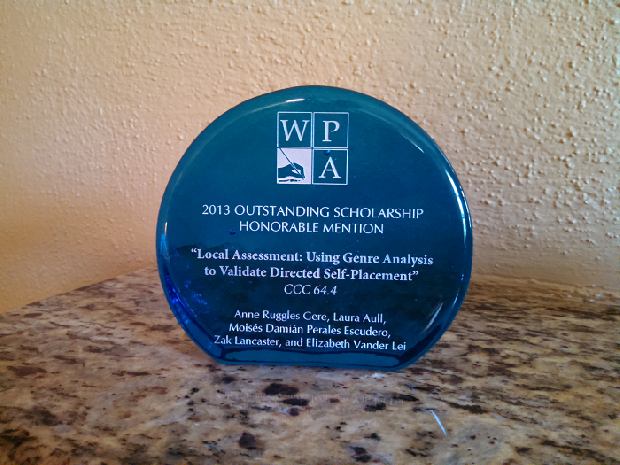 W P
A
2013 OUTSTANDING SCHOLARSHIP
HONORABLE MENTION
“Local Assessment: Using Genre Analysis
to Validate Directed Self-Placement”
CCC 64.4
Anne Ruggles Gere, Laura Aull,
Moisés Damián Perales Escudero,
Zak Lancaster, and Elizabeth Vander Lei